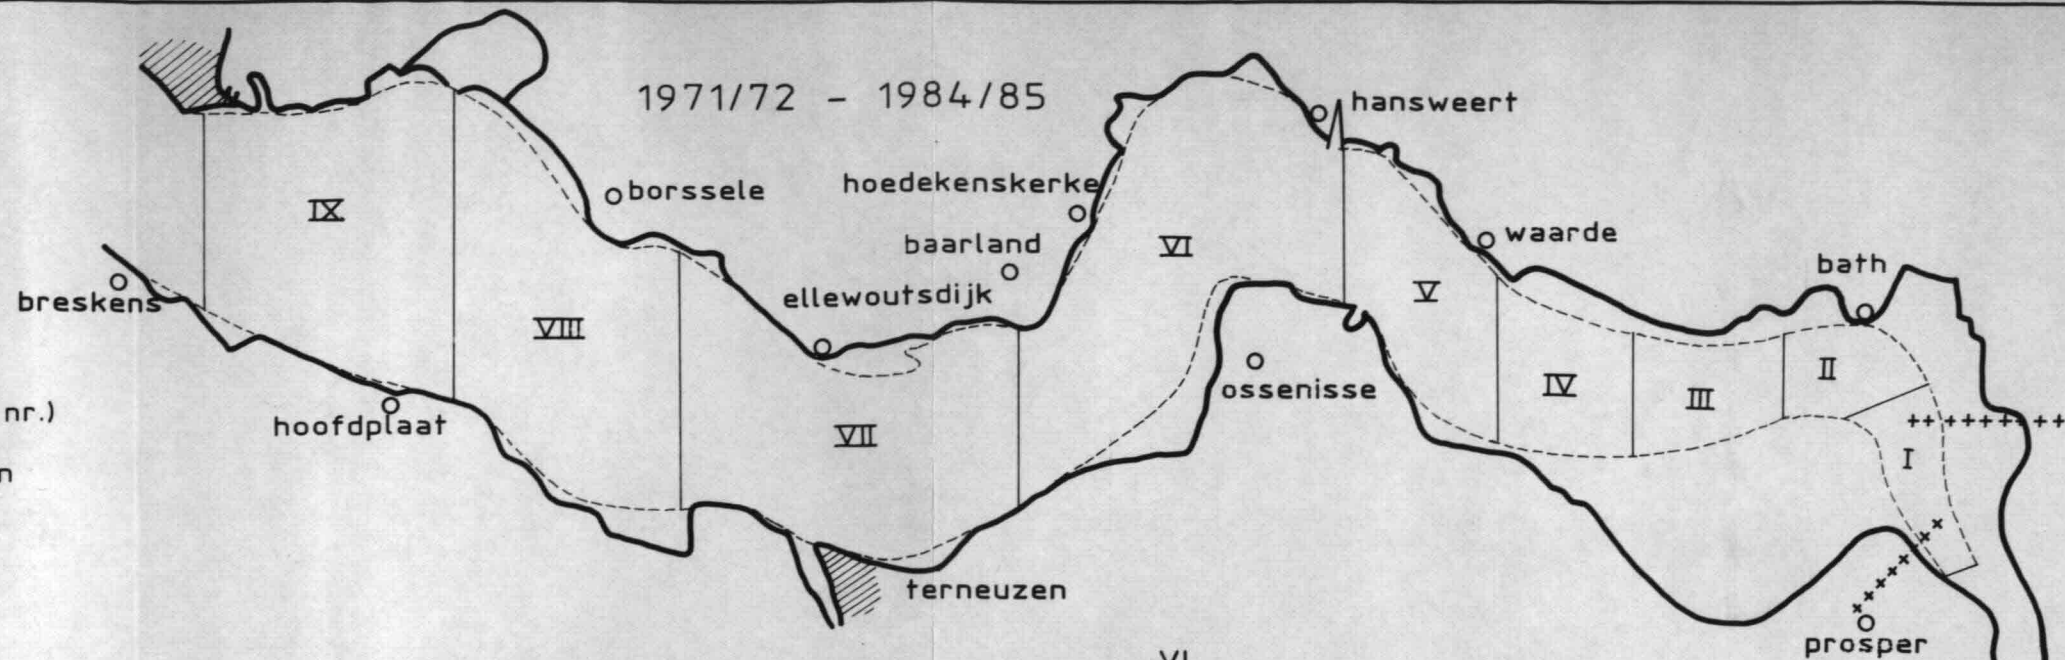 1971/72 - 1984/85
hansweert
borssele
hoedekenskerke
IX
waarde
baarland
VI
bath
breskens
ellewoutsdijk
V
VIII
ossenisse
II
IV
III
nr.)
hoofdplaat
VII
I
n
terneuzen
prosper
VI